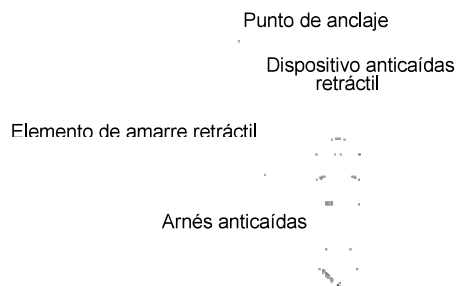 Punto de anclaje
Dispositivo anticaídas
retráctil
Elemento de amarre retráctil
Arnés anticaídas